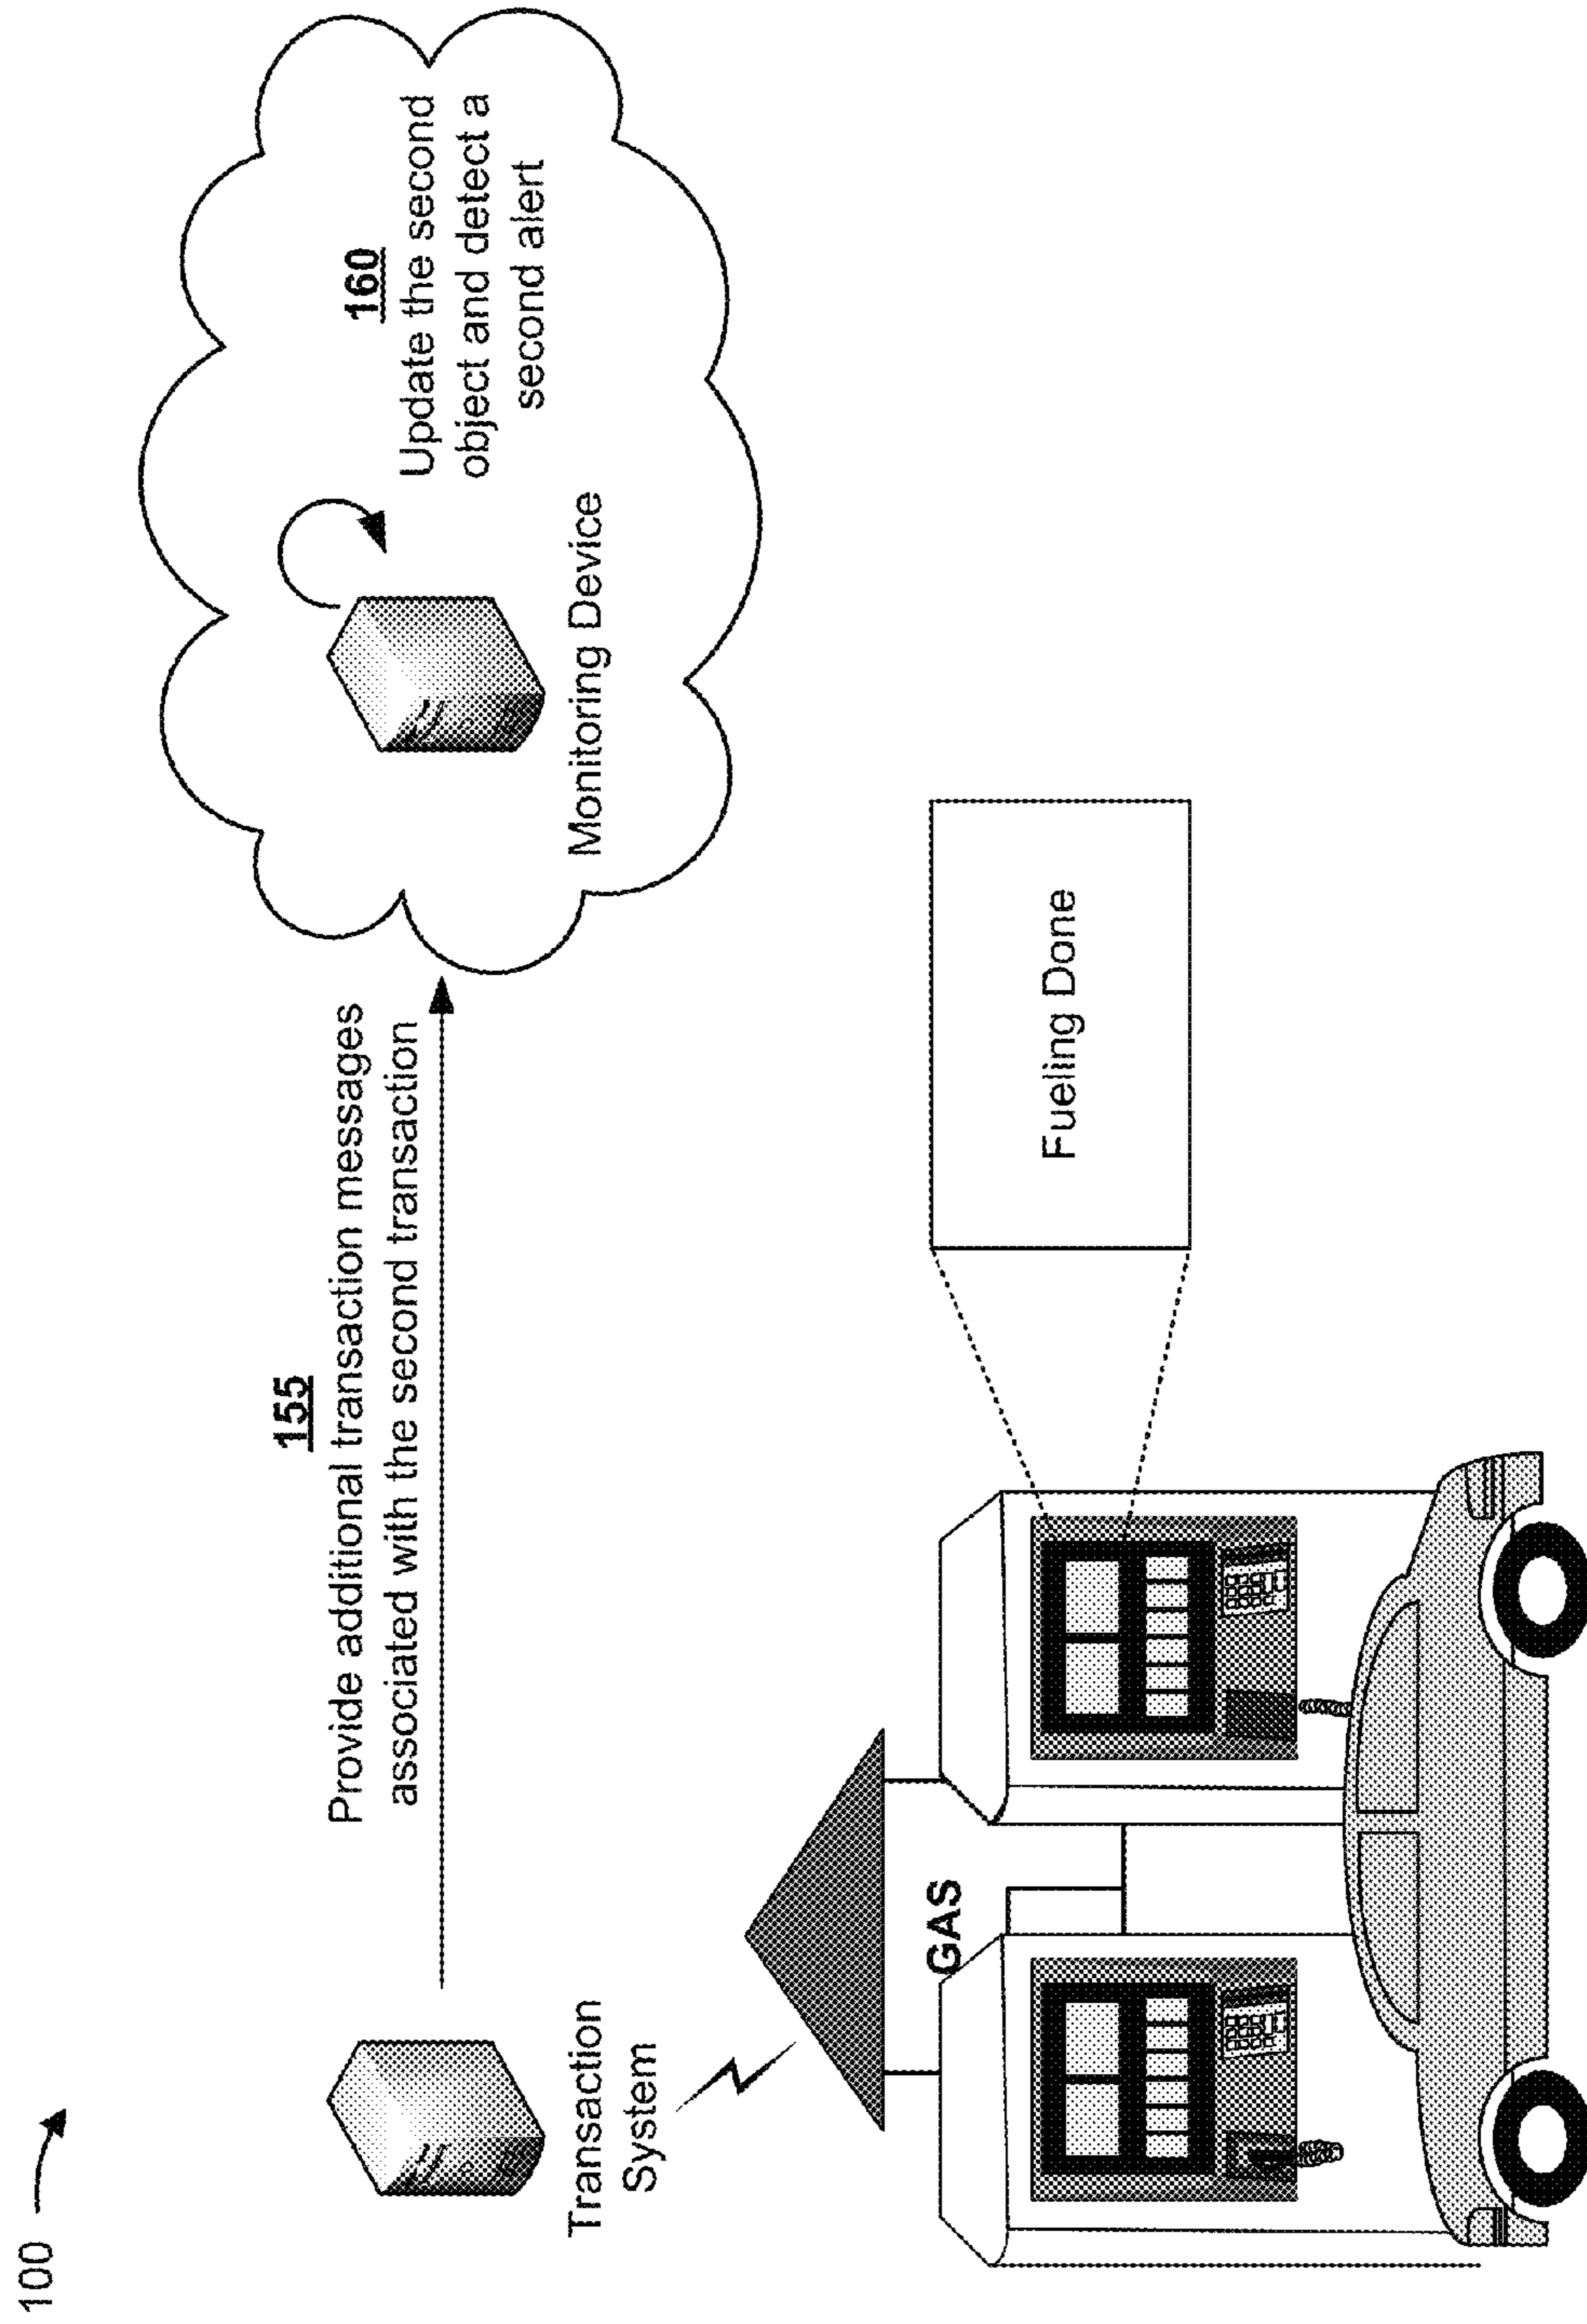 100
155
Provide additional transaction messages
associated with the second transaction
160
Update the second
object and detect a
second alert
Monitoring Device
Transaction
System
GAS
Fueling Done